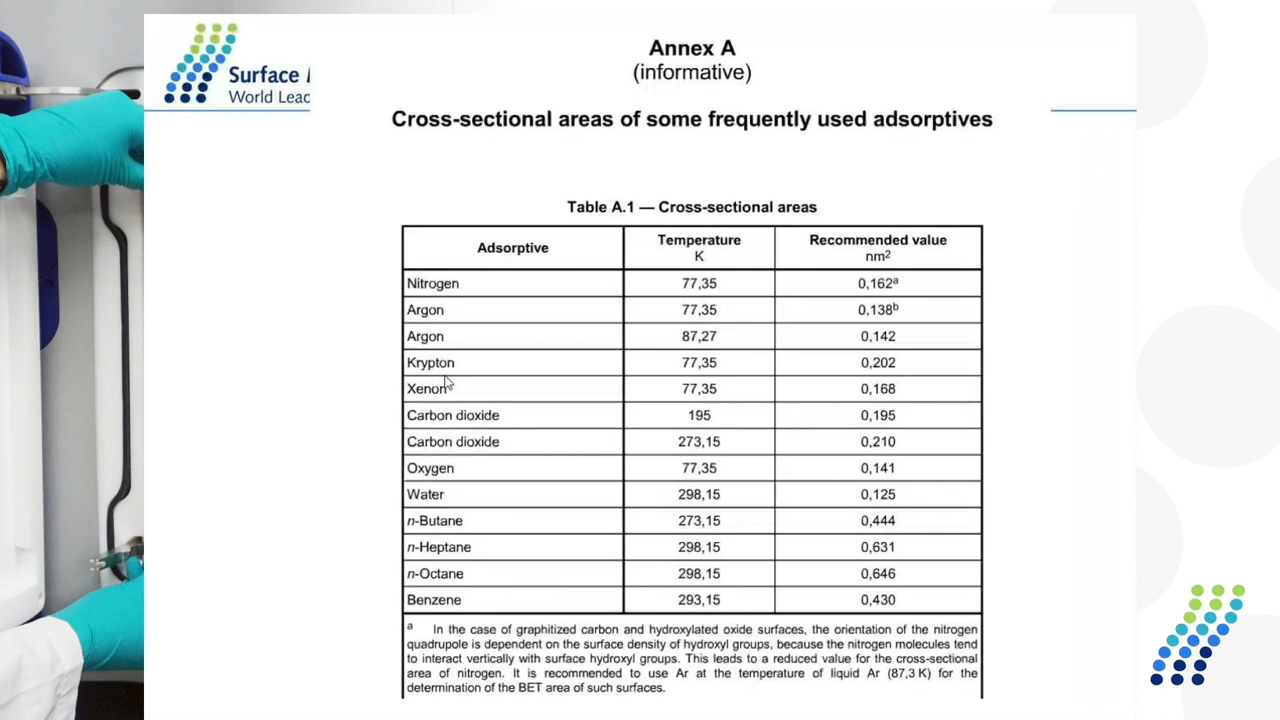 Surface
World Leac
Annex A
(informative)
Cross-sectional areas of some frequently used adsorptives
Table A.1 — Cross-sectional areas
Adsorptive Temperature K Recommended value nm²
Nitrogen 77,35 0,162ᵃ
Argon 77,35 0,138ᵇ
Argon 87,27 0,142
Krypton 77,35 0,202
Xenon 77,35 0,168
Carbon dioxide 195 0,195
Carbon dioxide 273,15 0,210
Oxygen 77,35 0,141
Water 298,15 0,125
n-Butane 273,15 0,444
n-Heptane 298,15 0,631
n-Octane 298,15 0,646
Benzene 293,15 0,430
a In the case of graphitized carbon and hydroxylated oxide surfaces, the orientation of the nitrogen
quadrupole is dependent on the surface density of hydroxyl groups, because the nitrogen molecules tend
to interact vertically with surface hydroxyl groups. This leads to a reduced value for the cross-sectional
area of nitrogen. It is recommended to use Ar at the temperature of liquid Ar (87,3 K) for the
determination of the BET area of such surfaces.